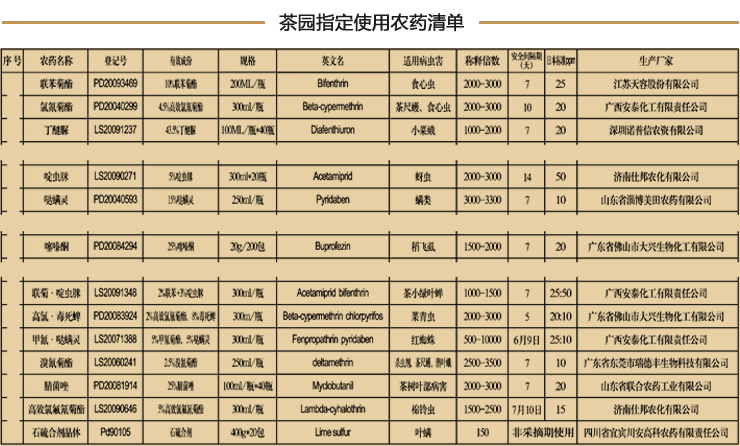 茶园指定使用农药清单
序号 农药名称 登记号 有效成份 规格 英文名 适用病虫害 称释信数 安全间隔期(天) 日本标准ppm 生产厂家
联苯菊酯 PD20093469 10%联苯菊酯 200ML/瓶 Bifenthrin 食心虫 2000-3000 7 25 江苏天容股份有限公司
氯氰菊酯 PD20040299 4.5%高效氯氰菊酯 300ml/瓶 Beta-cypermethrin 茶尺蠖、食心虫 2000-3000 10 20 广西安泰化工有限责任公司
丁醚脲 LS20091237 43.5%丁醚脲 100ML/瓶*40瓶 Diafenthiuron 小菜蛾 1000-2000 7 20 深圳诺普信农资有限公司
啶虫脒 LS20090271 5%啶虫脒 300ml*20瓶 Acetamiprid 蚜虫 2000-3000 14 50 济南仕邦农化有限公司
哒螨灵 PD20040593 15%哒螨灵 250ml/瓶 Pyridaben 螨类 3000-3300 7 10 山东省淄博美田农药有限公司
噻嗪酮 PD20084294 25%噻嗪酮 20g/200包 Buprofezin 稻飞虱 1500-2000 7 20 广东省佛山市大兴生物化工有限公司
联菊·啶虫脒 LS20091348 2%联苯+3%啶虫脒 300ml/瓶 Acetamiprid bifenthrin 茶小绿叶蝉 1000-1500 7 25:50 广西安泰化工有限责任公司
高氯·毒死蜱 PD20083924 2%高效氯氰菊酯、8%毒死蜱 300m/瓶 Beta-cypermethrin chlorpyrifos 菜青虫 2000-3000 5 20:10 广东省佛山市大兴生物化工有限公司
甲氰·哒螨灵 LS20071388 5%甲氰菊酯、5%哒螨灵 300ml/瓶 Fenpropathrin pyridaben 红蜘蛛 500-10000 6月9日 25:10 广西安泰化工有限责任公司
溴氰菊酯 LS20060241 2.5%溴氰菊酯 250ml/瓶 deltamethrin 2500-3500 7 10 广东省东莞市瑞德丰生物科技有限公司
腈菌唑 PD20081914 25%腈菌唑 100ml/瓶*40瓶 Mydobutanil 茶树叶部病害 2000-3000 7 20 山东省联合农药工业有限公司
高效氯氟氰菊酯 LS20090646 5%高效氯氟氰菊酯 300ml/瓶 Lambda-cyhalothrin 棉铃虫 1500-2500 7月10日 15 济南仕邦农化有限公司
石硫合剂晶体 Pd90105 石硫合剂 400g*20包 Lime sulfur 叶螨 150 非采摘期使用 四川省宜宾川安高科农药有限责任公司